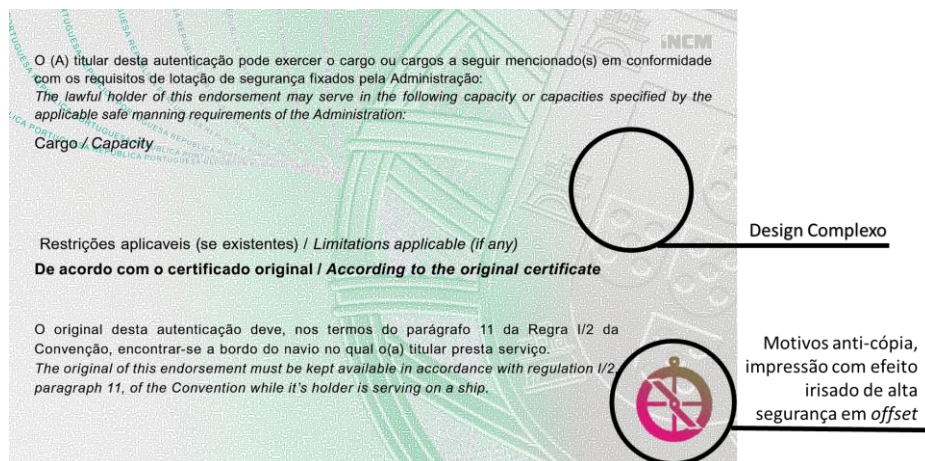 INCM
O (A) titular desta autenticação pode exercer o cargo ou cargos a seguir mencionado(s) em conformidade
com os requisitos de lotação de segurança fixados pela Administração:
The lawful holder of this endorsement may serve in the following capacity or capacities specified by the
applicable safe manning requirements of the Administration:
Cargo / Capacity
Design Complexo
Restrições aplicaveis (se existentes) / Limitations applicable (if any)
De acordo com o certificado original / According to the original certificate
O original desta autenticação deve, nos termos do parágrafo 11 da Regra I/2 da
Convenção, encontrar-se a bordo do navio no qual o(a) titular presta serviço.
The original of this endorsement must be kept available in accordance with regulation I/2,
paragraph 11, of the Convention while it's holder is serving on a ship.
Motivos anti-cópia,
impressão com efeito
irisado de alta
segurança em offset